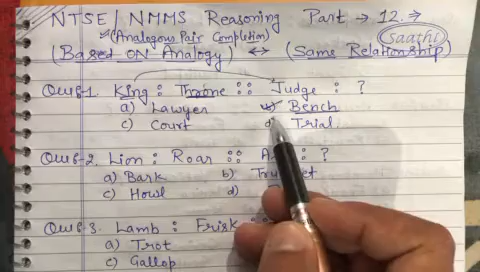 NTSE/NMMS Reasoning Part → 12. →
(Analogous Pair Completion)
Saathi
(Based ON Analogy) ↔ (Same Relationship)
Ques-1. King : Throne :: Judge : ?
a) Lawyer b) Bench
c) Court d) Trial
Ques-2. Lion : Roar :: : ?
a) Bark b)
c) Howl d)
Ques-3. Lamb : Frisk ::
a) Trot
c) Gallop